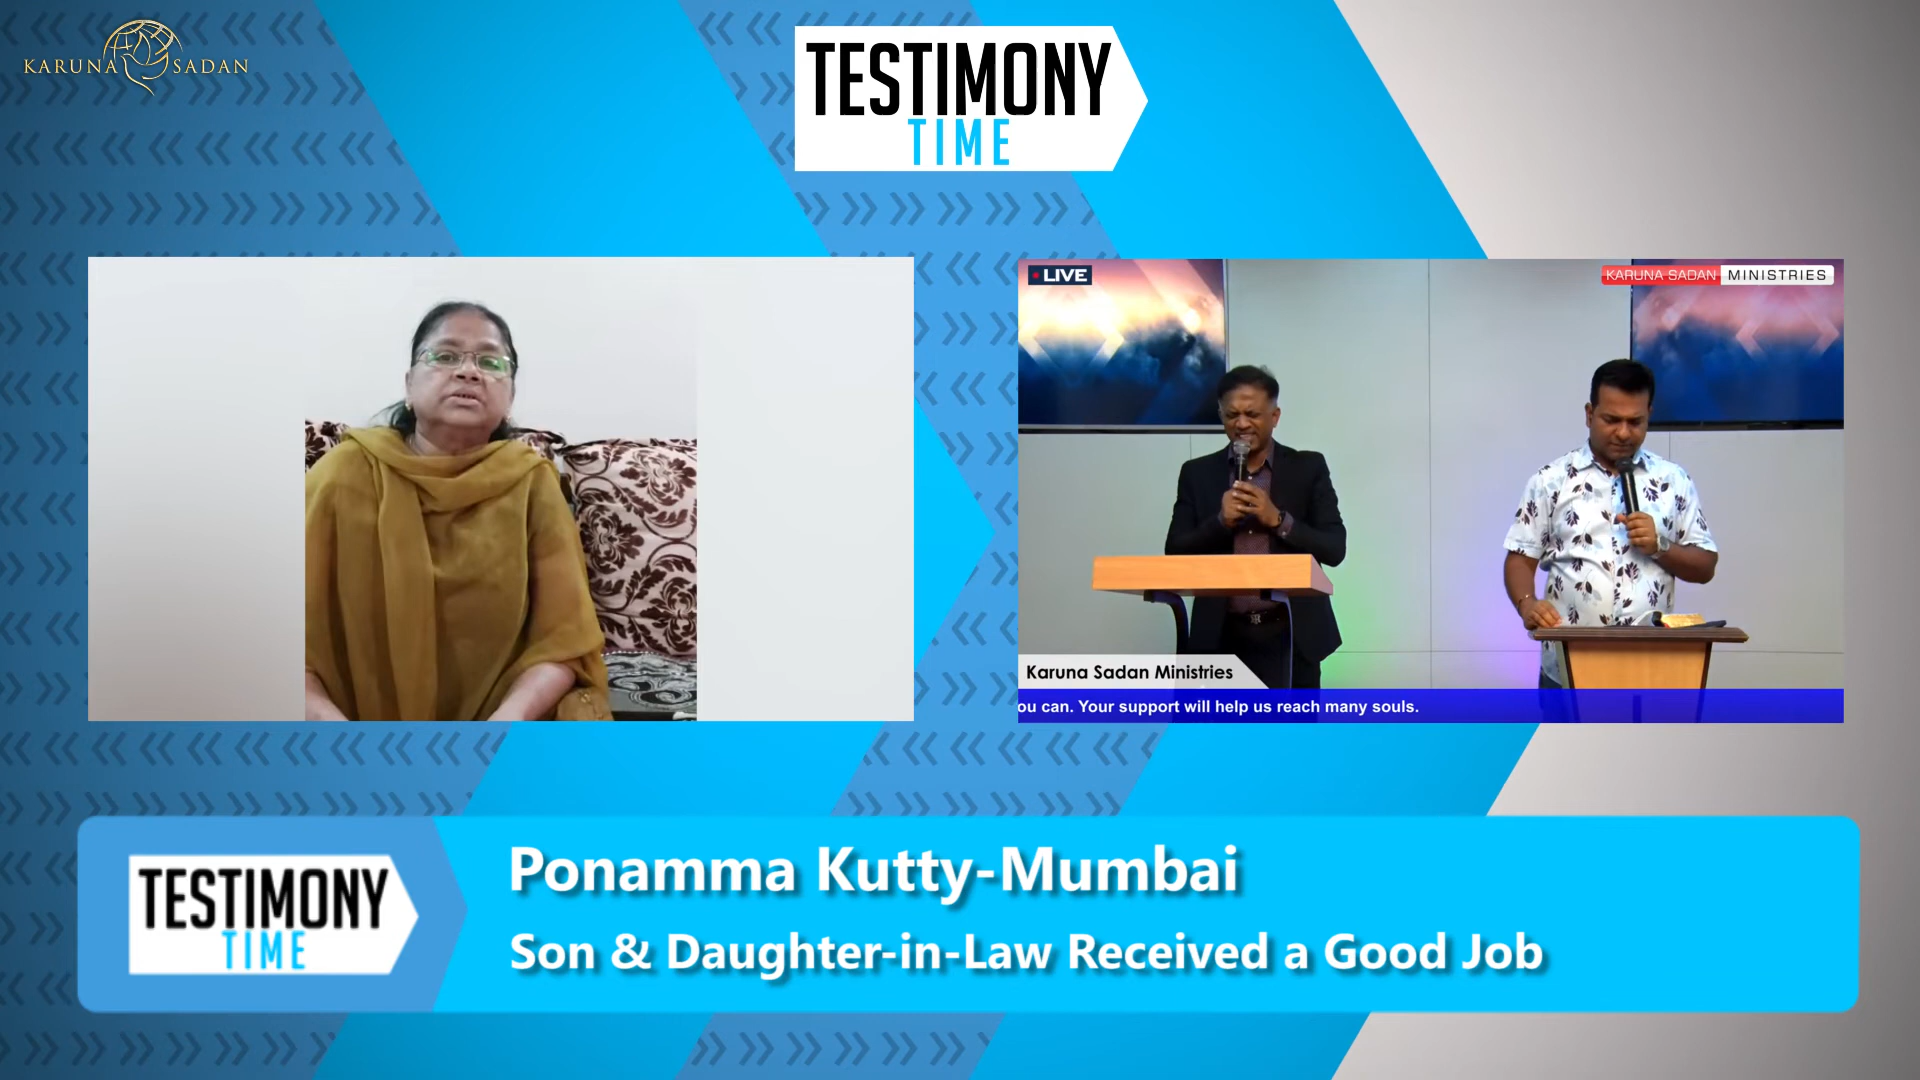 KARUNA SADAN
TESTIMONY
TIME
LIVE
KARUNA SADAN MINISTRIES
Karuna Sadan Ministries
can. Your support will help us reach many souls.
TESTIMONY
TIME
Ponamma Kutty-Mumbai
Son & Daughter-in-Law Received a Good Job